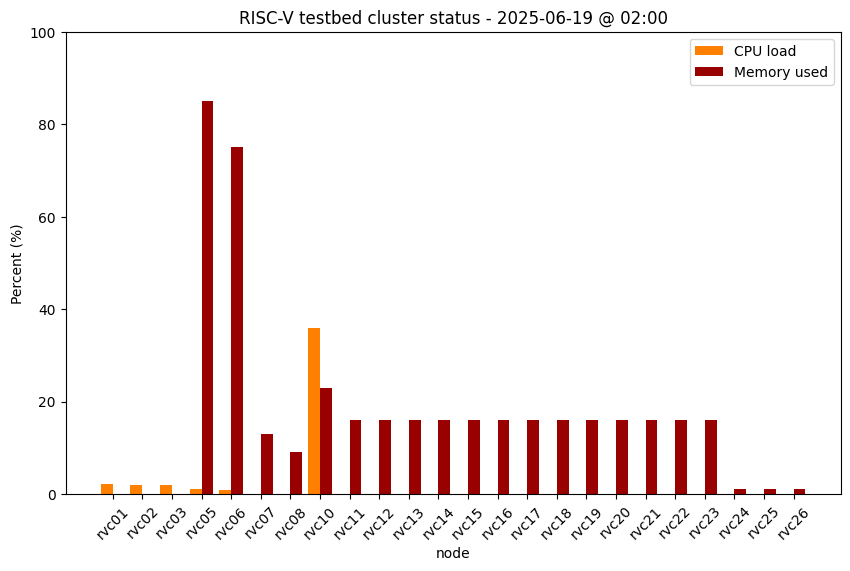 RISC-V testbed cluster status - 2025-06-19 @ 02:00
CPU load
Memory used
Percent (%)
100
80
60
40
20
0
rvc01 rvc02 rvc03 rvc05 rvc06 rvc07 rvc08 rvc10 rvc11 rvc12 rvc13 rvc14 rvc15 rvc16 rvc17 rvc18 rvc19 rvc20 rvc21 rvc22 rvc23 rvc24 rvc25 rvc26
node